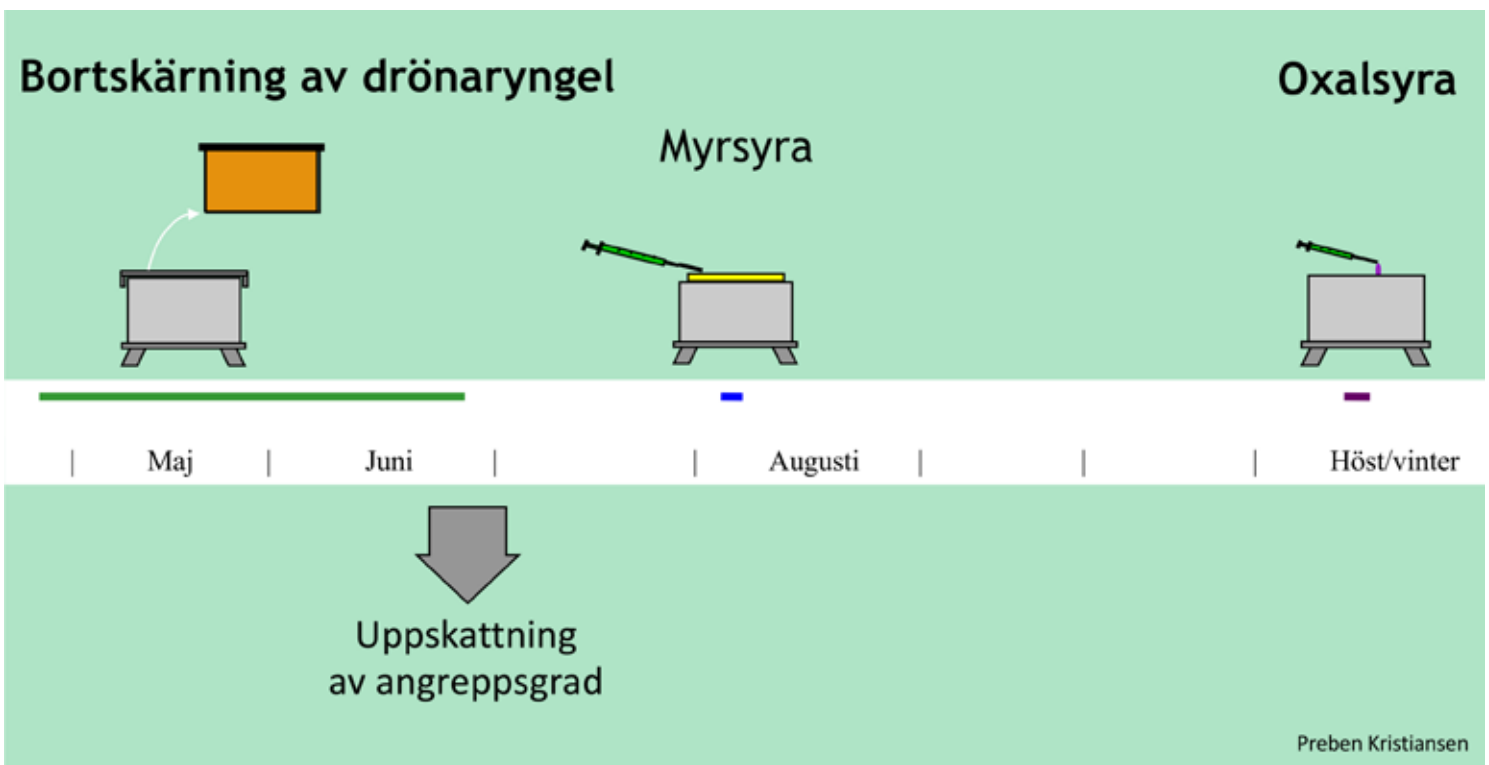 Bortskärning av drönaryngel
Oxalsyra
Myrsyra
Maj
Juni
Augusti
Höst/vinter
Uppskattning
av angreppsgrad
Preben Kristiansen